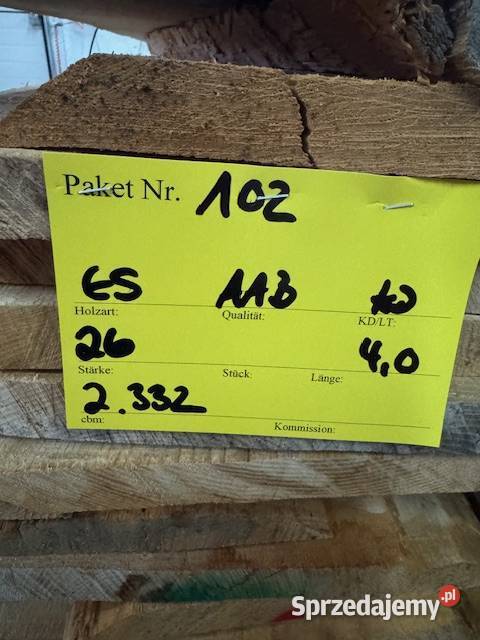 Paket Nr. 102
ES AAB KD
Holzart: Qualität: KD/LT:
26 4,0
Stärke: Stück: Länge:
2.332
cbm: Kommission:
Sprzedajemy.pl